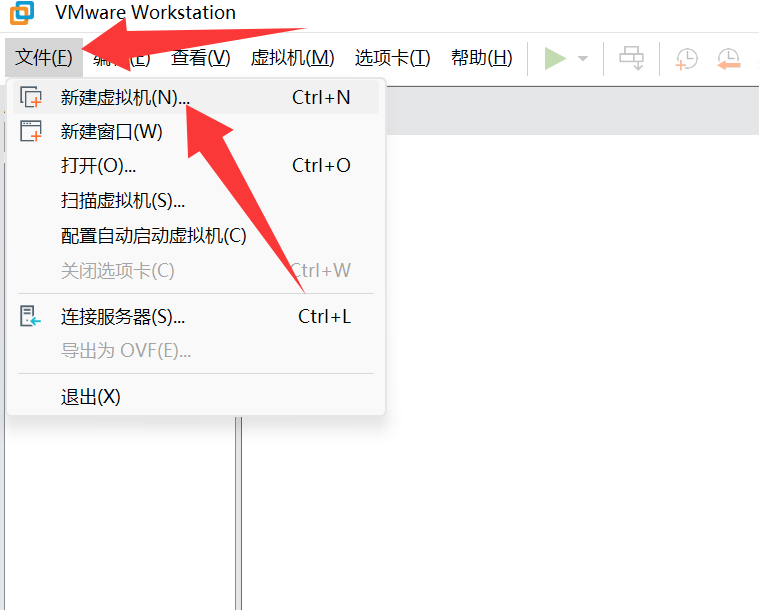 VMware Workstation
文件(F) 编辑(E) 查看(V) 虚拟机(M) 选项卡(T) 帮助(H)
新建虚拟机(N)... Ctrl+N
新建窗口(W)
打开(O)... Ctrl+O
扫描虚拟机(S)...
配置自动启动虚拟机(C)
关闭选项卡(C) Ctrl+W
连接服务器(S)... Ctrl+L
导出为 OVF(E)...
退出(X)